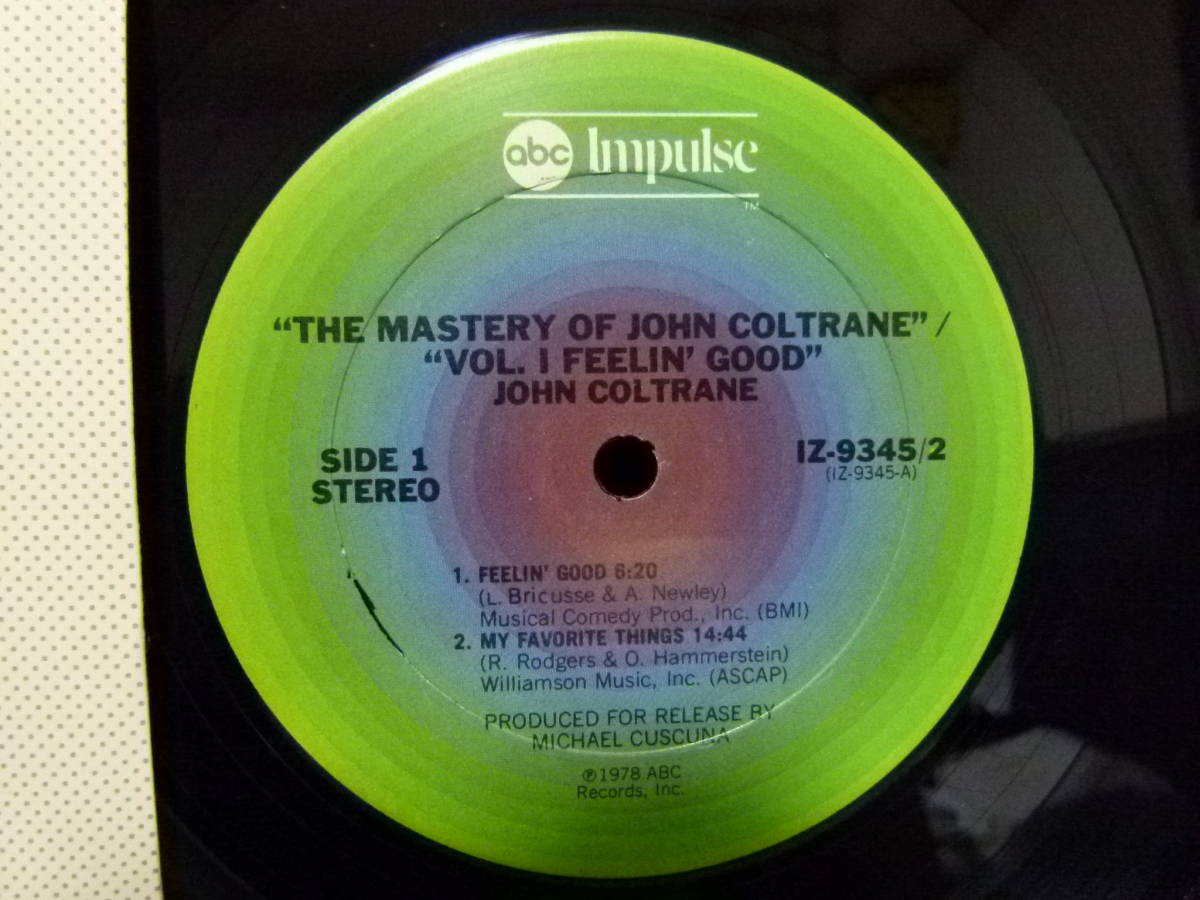 abc Impulse
TM
“THE MASTERY OF JOHN COLTRANE” /
“VOL. I FEELIN’ GOOD”
JOHN COLTRANE
SIDE 1
STEREO
IZ-9345/2
(IZ-9345-A)
1. FEELIN’ GOOD 6:20
(L. Bricusse & A. Newley)
Musical Comedy Prod., Inc. (BMI)
2. MY FAVORITE THINGS 14:44
(R. Rodgers & O. Hammerstein)
Williamson Music, Inc. (ASCAP)
PRODUCED FOR RELEASE BY
MICHAEL CUSCUNA
℗1978 ABC
Records, Inc.